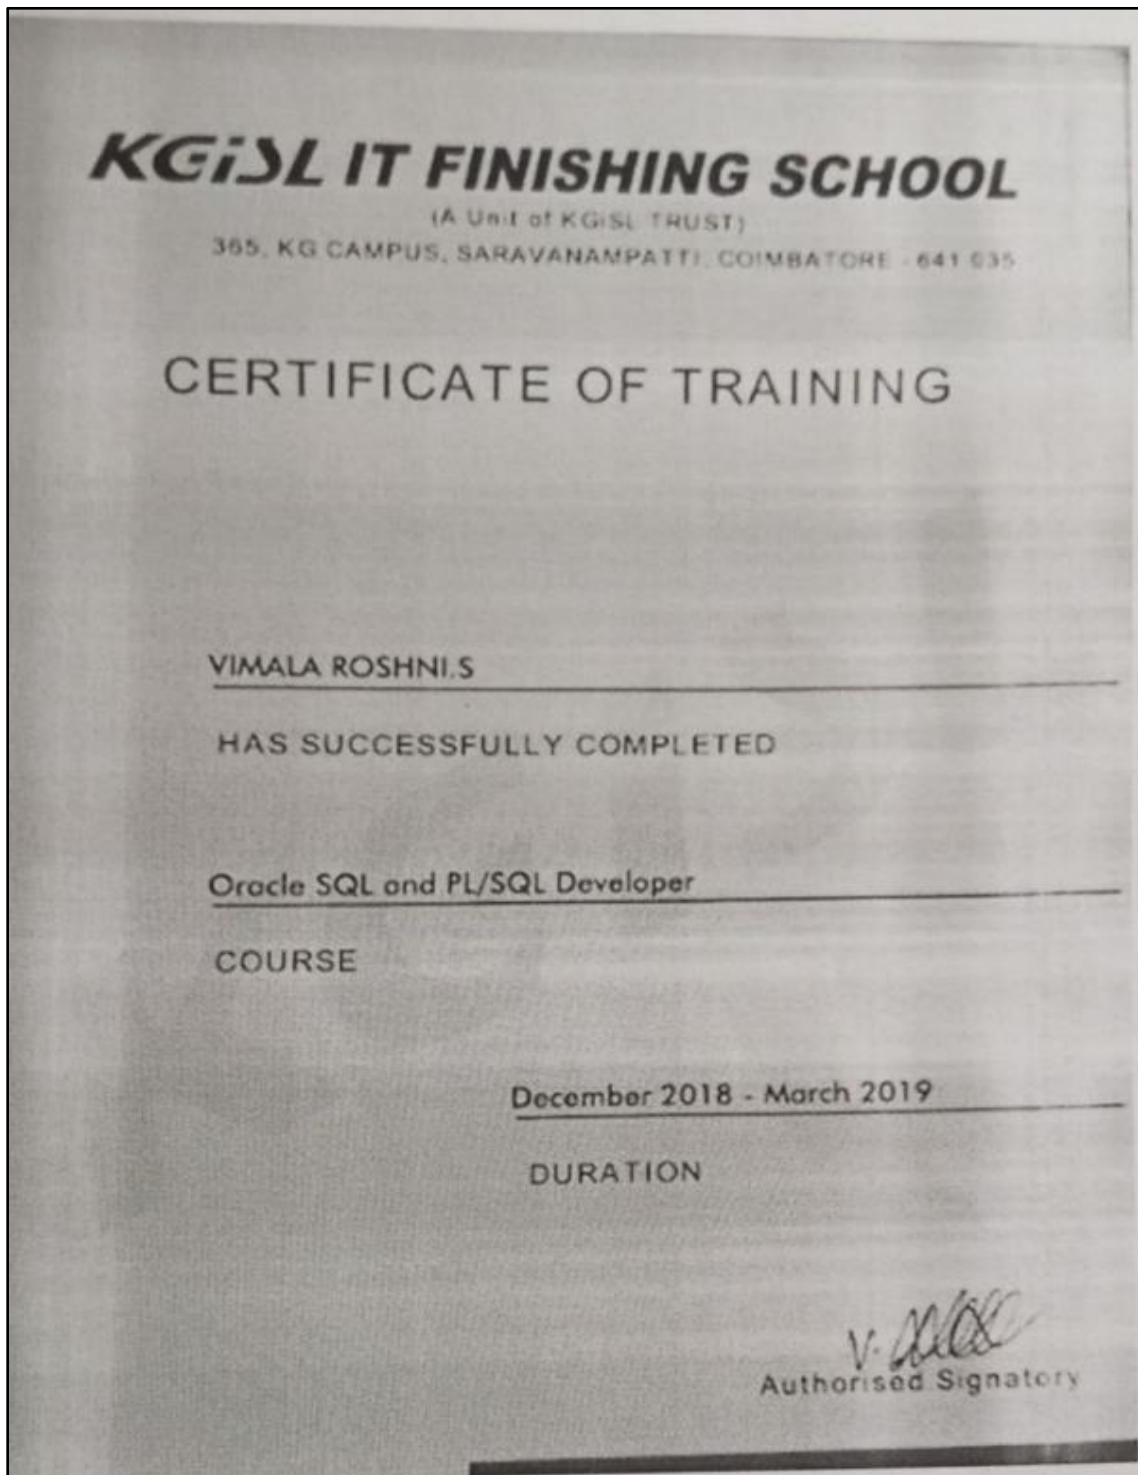 KGiSL IT FINISHING SCHOOL
(A Unit of KGiSL TRUST)
365, KG CAMPUS, SARAVANAMPATTI, COIMBATORE - 641 035
CERTIFICATE OF TRAINING
VIMALA ROSHNI.S
HAS SUCCESSFULLY COMPLETED
Oracle SQL and PL/SQL Developer
COURSE
December 2018 - March 2019
DURATION
V.
Authorised Signatory